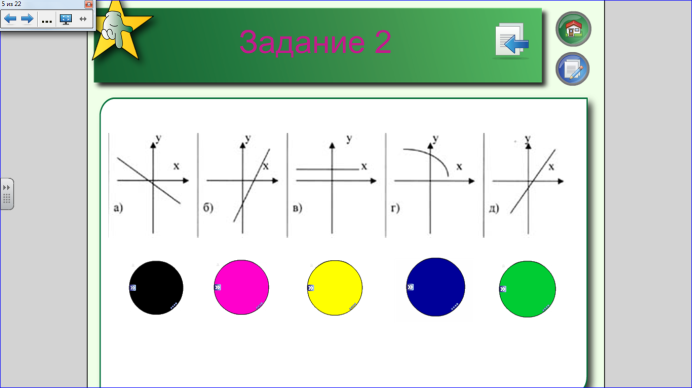 5 из 22
Задание 2
у у у у у
х х х х х
а) б) в) г) д)